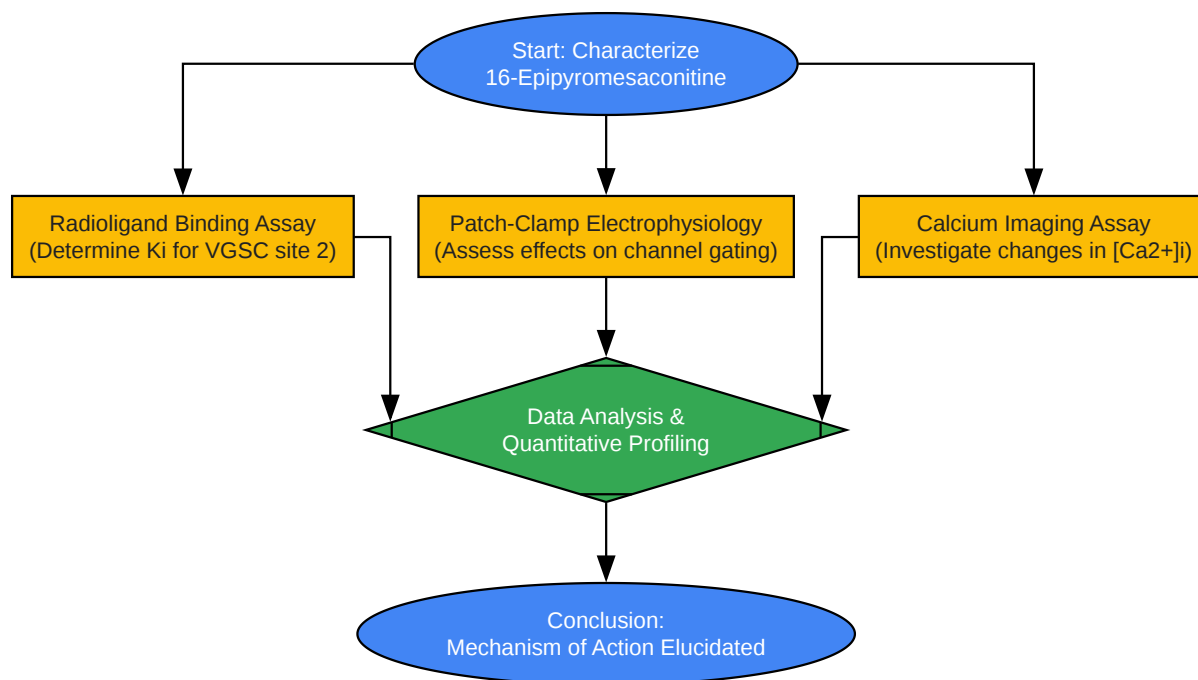 Start: Characterize
16-Epipyromesaconitine
Radioligand Binding Assay
(Determine Ki for VGSC site 2)
Patch-Clamp Electrophysiology
(Assess effects on channel gating)
Calcium Imaging Assay
(Investigate changes in [Ca2+]i)
Data Analysis &
Quantitative Profiling
Conclusion:
Mechanism of Action Elucidated